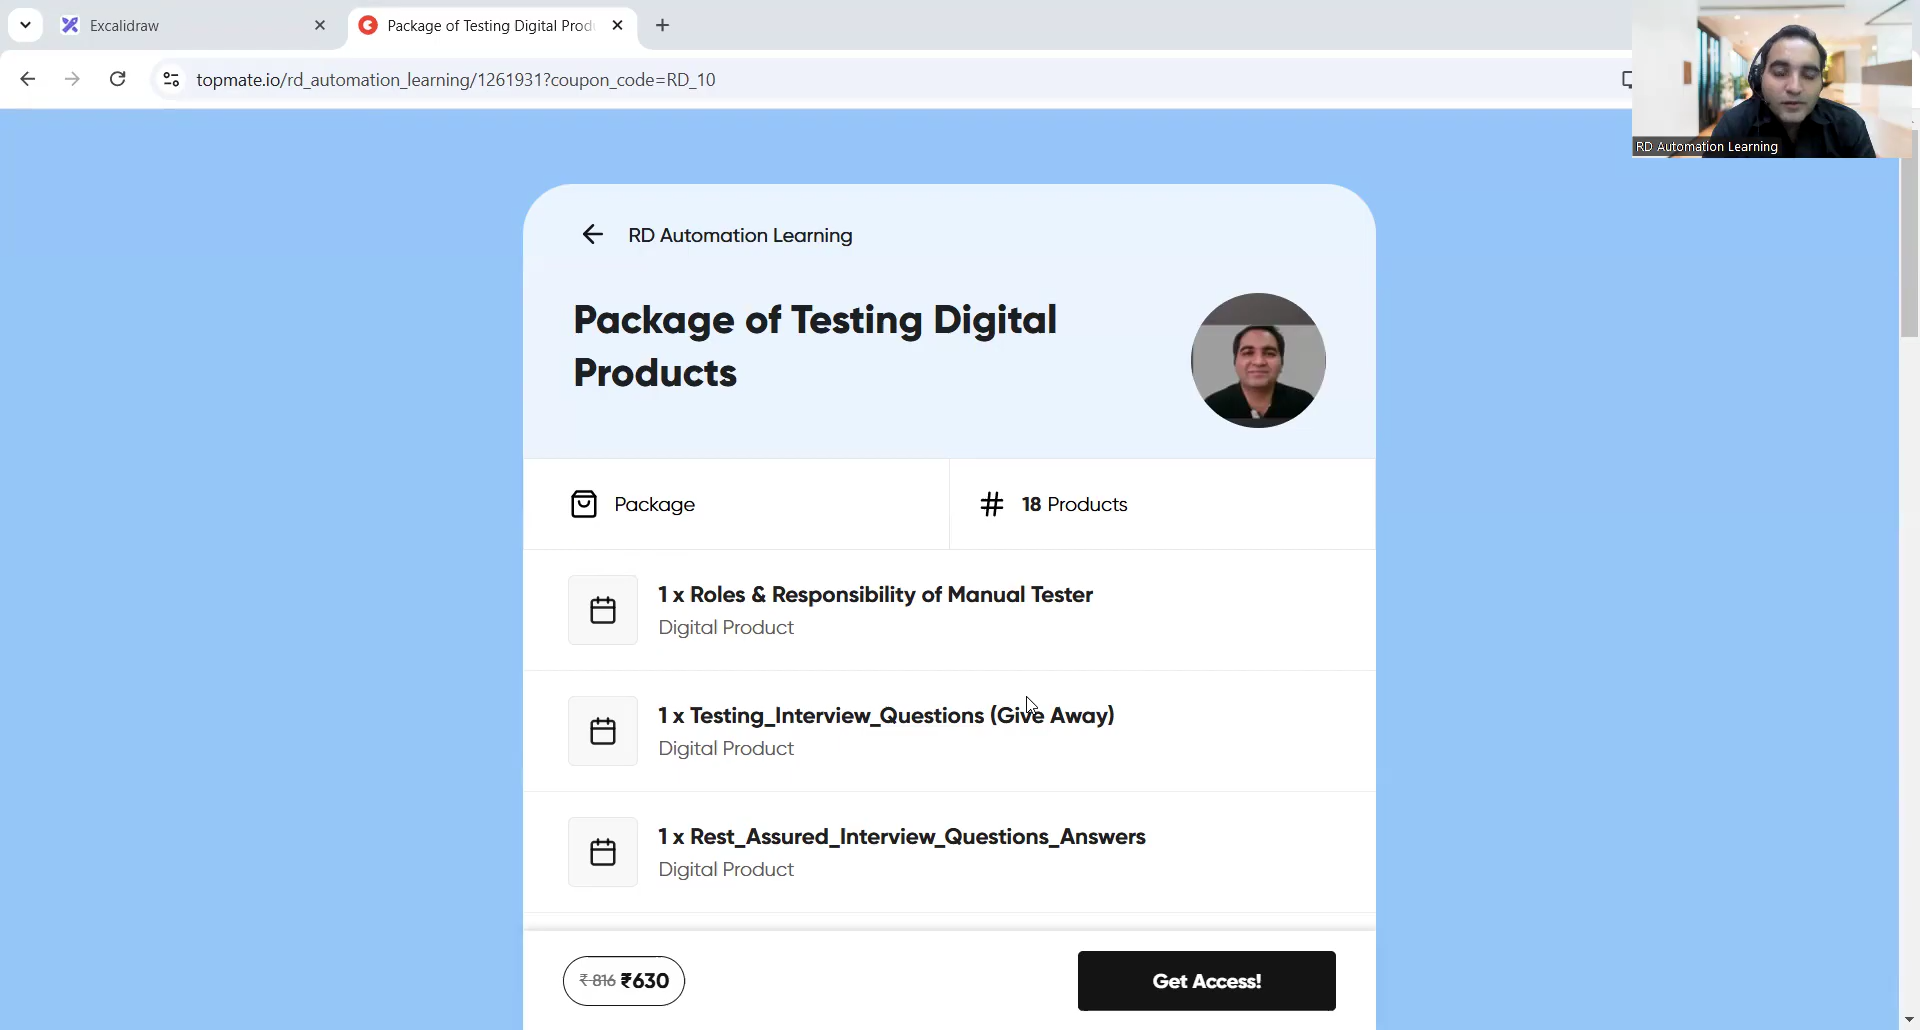 Excalidraw
Package of Testing Digital Prod
topmate.io/rd_automation_learning/1261931?coupon_code=RD_10
RD Automation Learning
RD Automation Learning
Package of Testing Digital
Products
Package
# 18 Products
1 x Roles & Responsibility of Manual Tester
Digital Product
1 x Testing_Interview_Questions (Give Away)
Digital Product
1 x Rest_Assured_Interview_Questions_Answers
Digital Product
₹ 816 ₹630
Get Access!